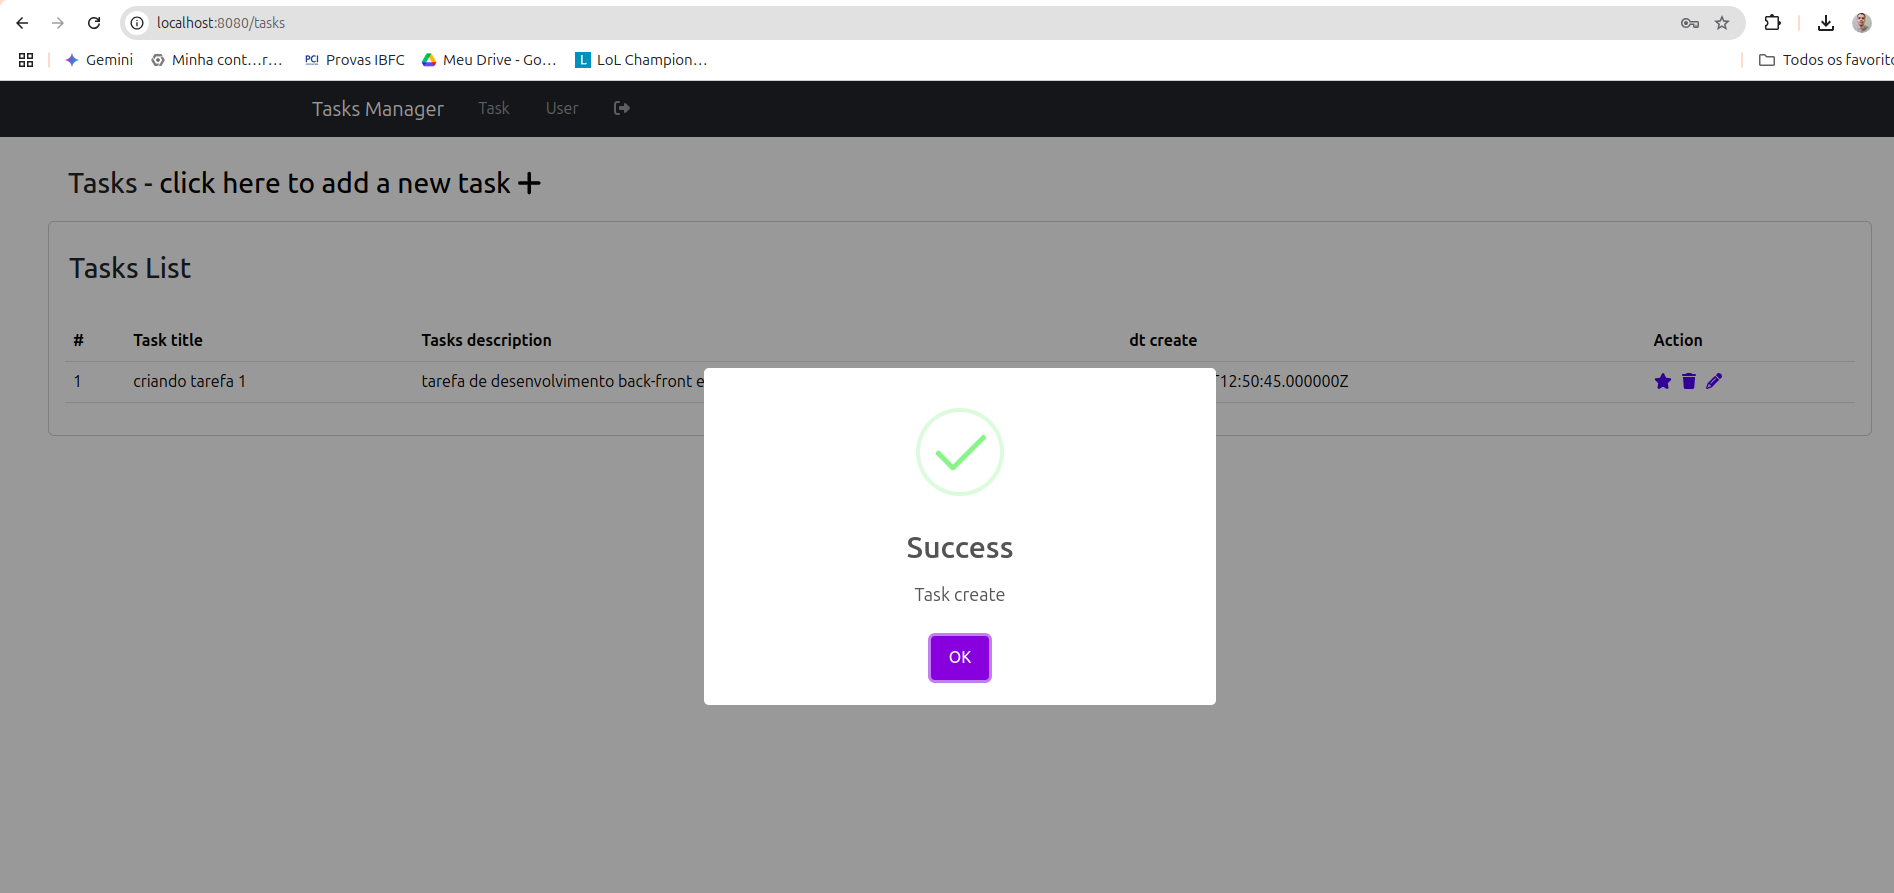 localhost:8080/tasks
Gemini
Minha cont...r...
PCI Provas IBFC
Meu Drive - Go...
L LoL Champion...
Todos os favorito
Tasks Manager Task User
Tasks - click here to add a new task
Tasks List
# Task title Tasks description dt create Action
1 criando tarefa 1 tarefa de desenvolvimento back-front e T12:50:45.000000Z
Success
Task create
OK